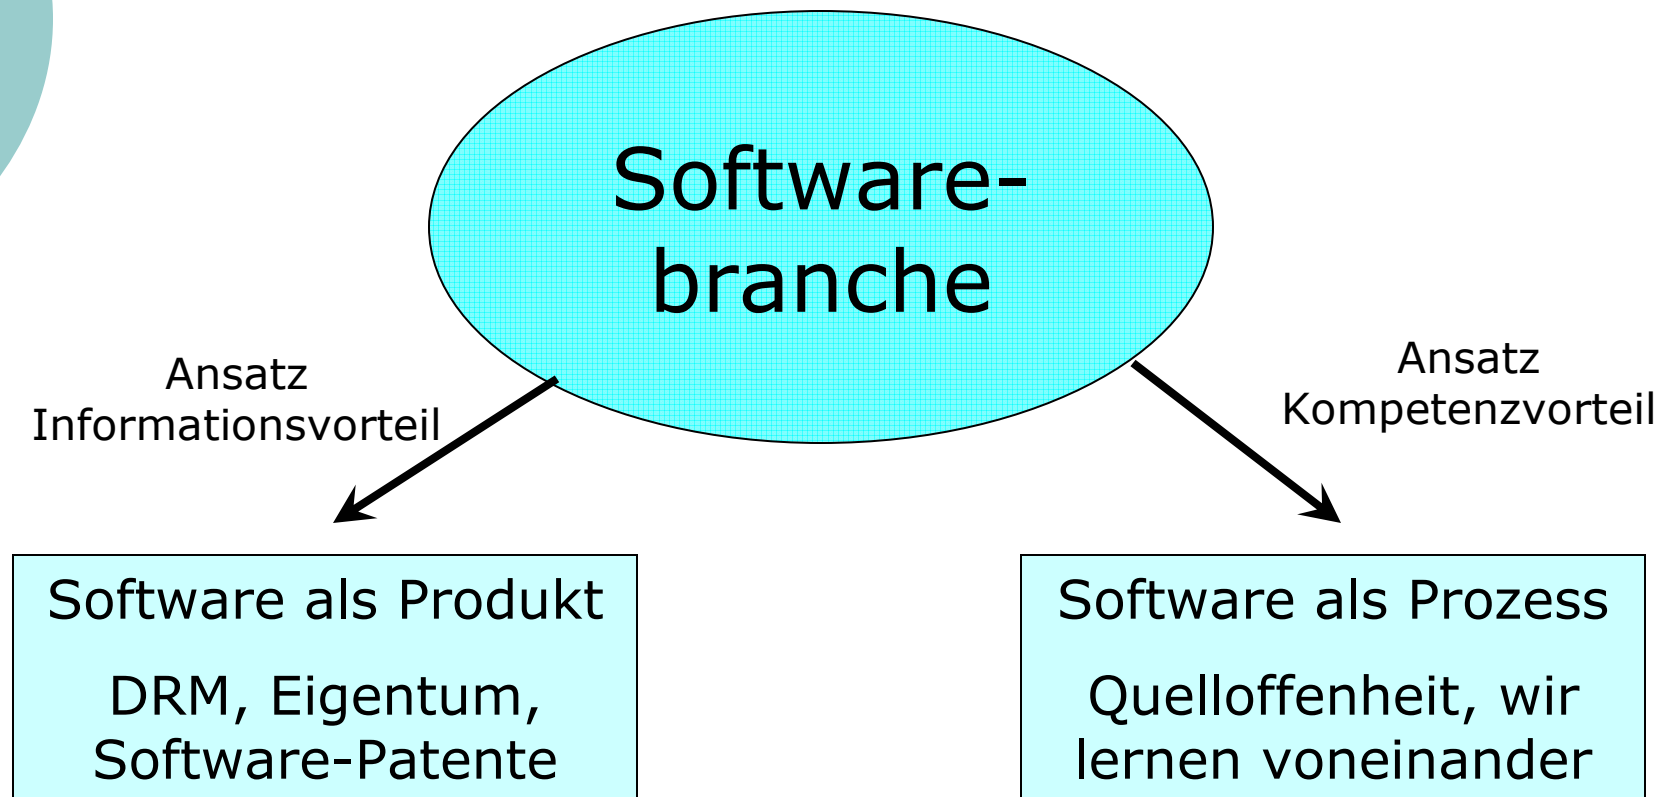 Software-
branche
Ansatz
Informationsvorteil
Ansatz
Kompetenzvorteil
Software als Produkt
DRM, Eigentum,
Software-Patente
Software als Prozess
Quelloffenheit, wir
lernen voneinander